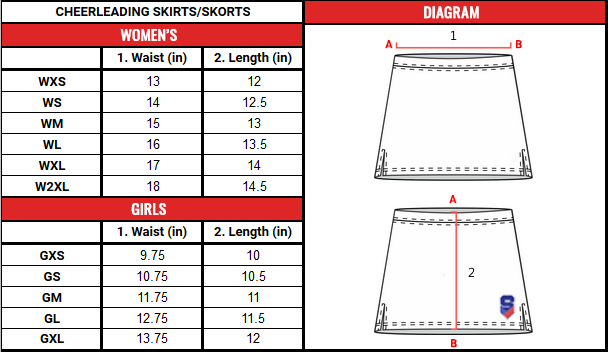 CHEERLEADING SKIRTS/SKORTS
WOMEN'S
1. Waist (in) 2. Length (in)
WXS 13 12
WS 14 12.5
WM 15 13
WL 16 13.5
WXL 17 14
W2XL 18 14.5
GIRLS
1. Waist (in) 2. Length (in)
GXS 9.75 10
GS 10.75 10.5
GM 11.75 11
GL 12.75 11.5
GXL 13.75 12
DIAGRAM
1
A B
A
2
S
B